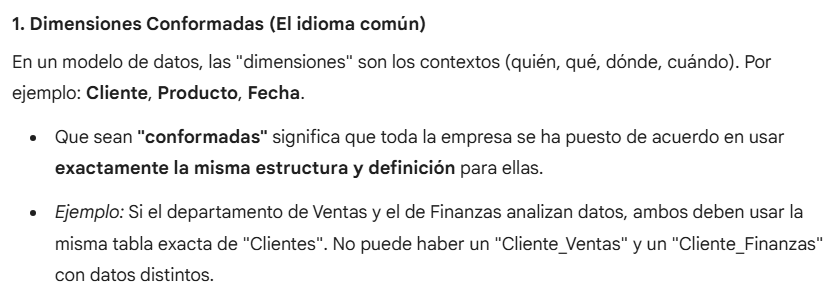 1. Dimensiones Conformadas (El idioma común)
En un modelo de datos, las "dimensiones" son los contextos (quién, qué, dónde, cuándo). Por
ejemplo: Cliente, Producto, Fecha.
• Que sean "conformadas" significa que toda la empresa se ha puesto de acuerdo en usar
exactamente la misma estructura y definición para ellas.
• Ejemplo: Si el departamento de Ventas y el de Finanzas analizan datos, ambos deben usar la
misma tabla exacta de "Clientes". No puede haber un "Cliente_Ventas" y un "Cliente_Finanzas"
con datos distintos.